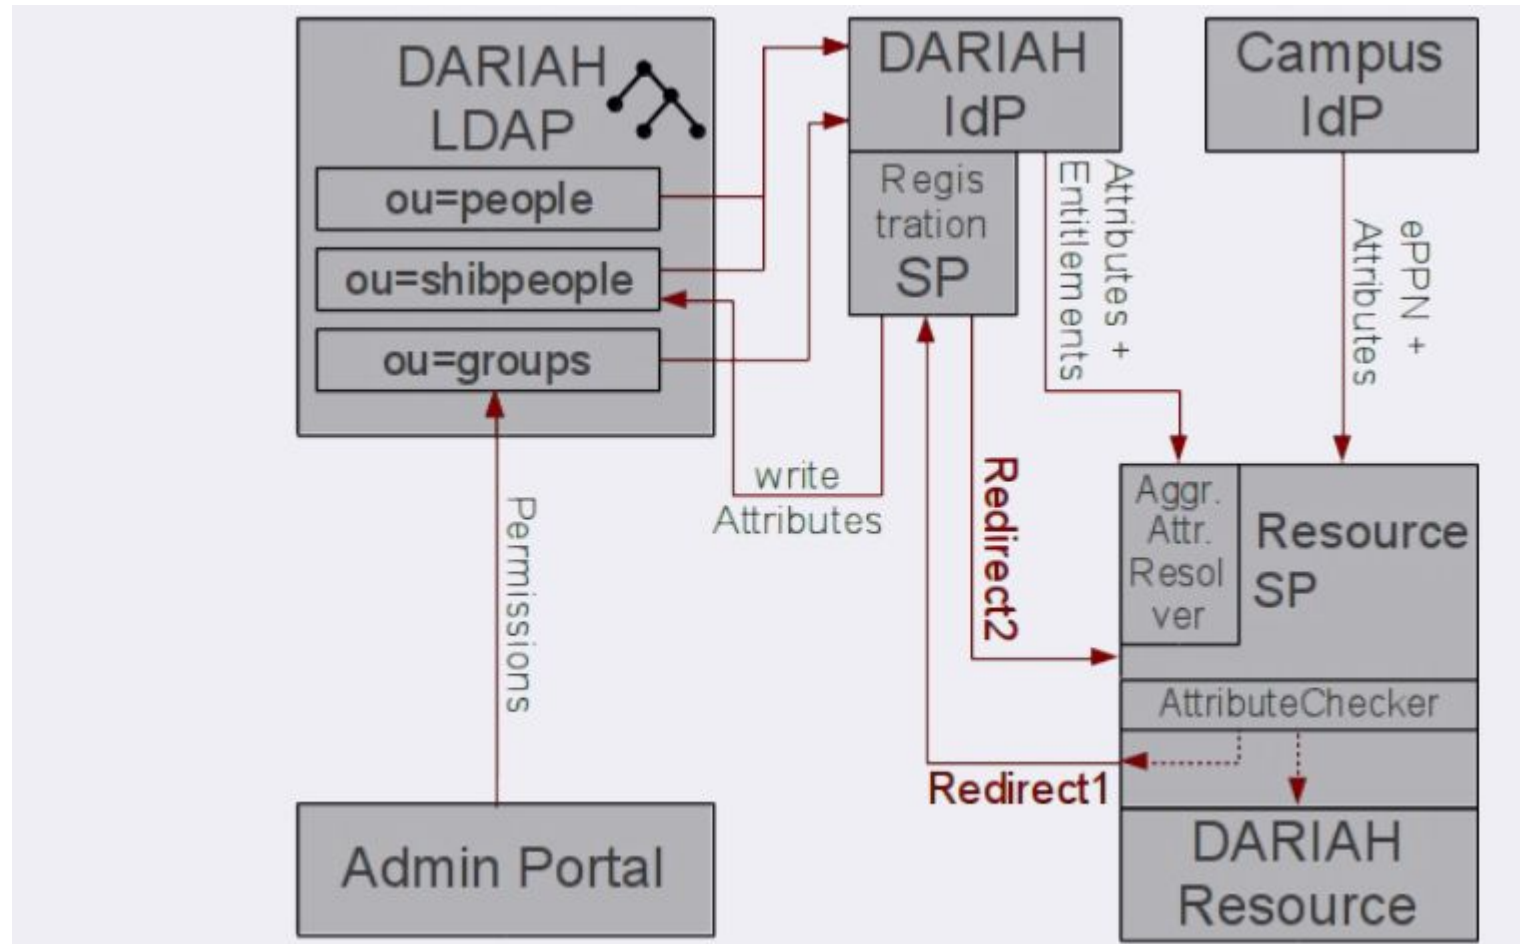 DARIAH
LDAP
ou=people
ou=shibpeople
ou=groups
DARIAH
IdP
Regis
tration
SP
Campus
IdP
Attributes +
Entitlements
ePPN +
Attributes
write
Attributes
Permissions
Redirect2
Aggr.
Attr.
Resol
ver
Resource
SP
AttributeChecker
Redirect1
DARIAH
Resource
Admin Portal